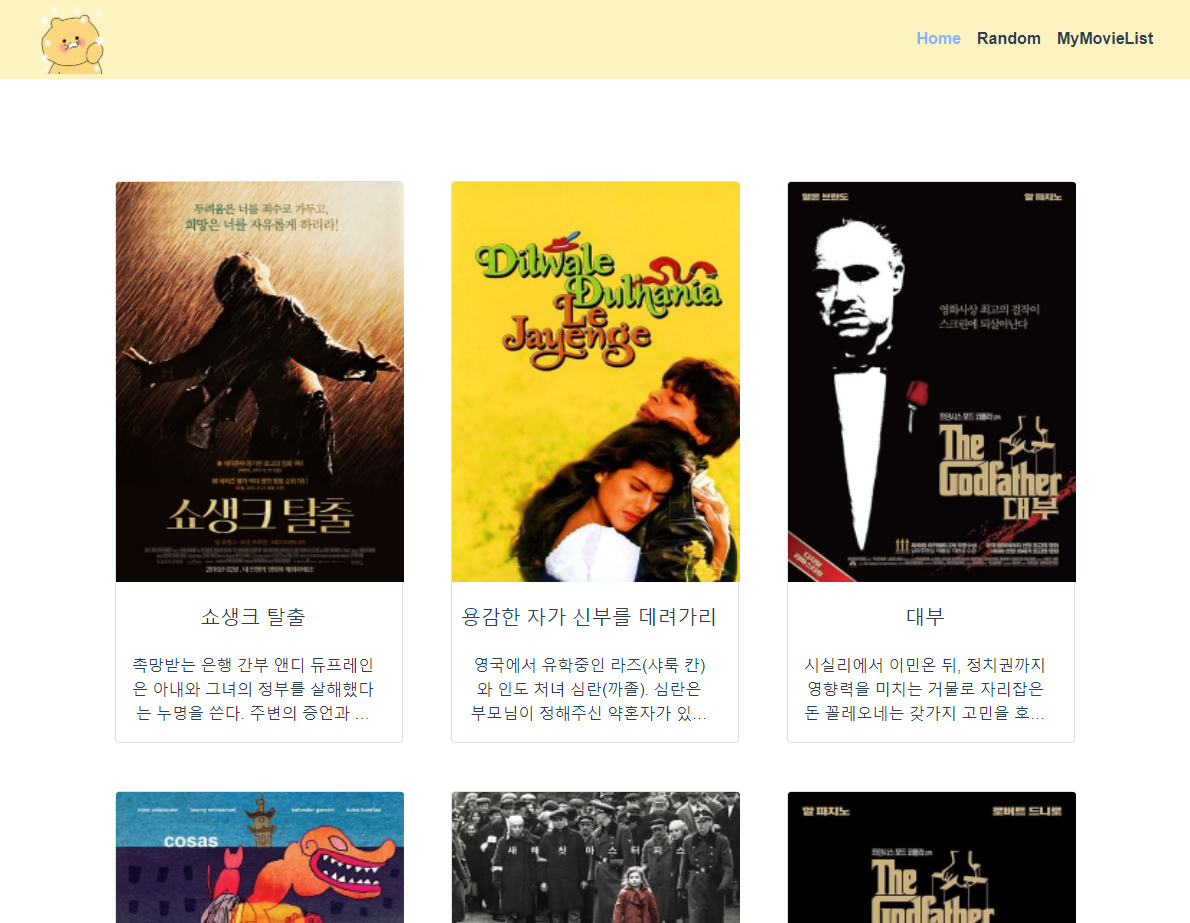 Home Random MyMovieList
두려움은 너를 죄수로 가두고,
희망은 너를 자유롭게 하리라!
쇼생크 탈출
Dilwale
Dulhania
Le
Jayenge
말론 브란도 알 파치노
영화사상 최고의 걸작이
스크린에 되살아난다
The
Godfather
대부
쇼생크 탈출
촉망받는 은행 간부 앤디 듀프레인
은 아내와 그녀의 정부를 살해했다
는 누명을 쓴다. 주변의 증언과 ...
용감한 자가 신부를 데려가리
영국에서 유학중인 라즈(샤룩 칸)
와 인도 처녀 심란(까졸). 심란은
부모님이 정해주신 약혼자가 있...
대부
시실리에서 이민온 뒤, 정치권까지
영향력을 미치는 거물로 자리잡은
돈 꼴레오네는 갖가지 고민을 호...
cosas
새해 첫 마스터피스
알 파치노 로버트 드니로
The
Godfather